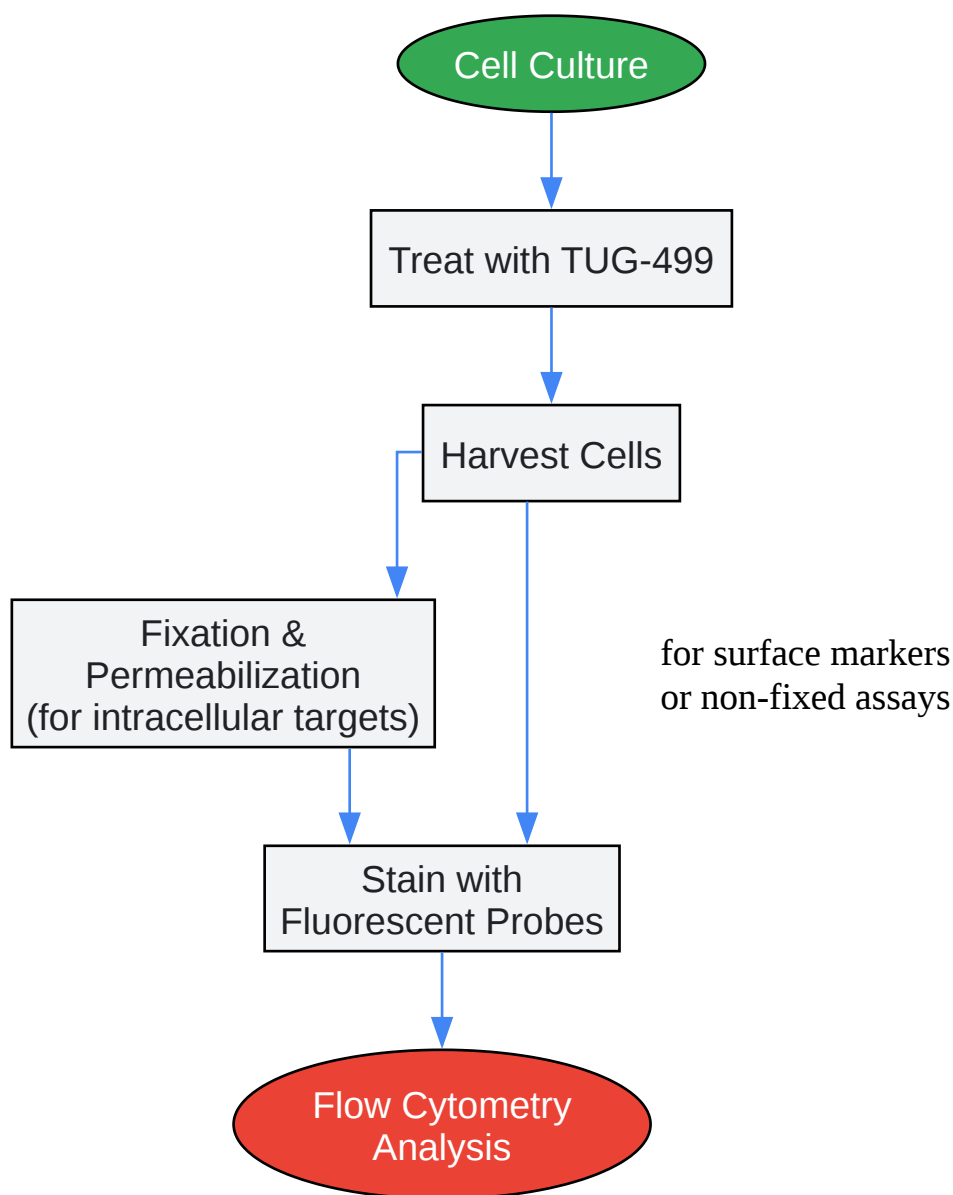 Cell Culture
Treat with TUG-499
Harvest Cells
Fixation &
Permeabilization
(for intracellular targets)
for surface markers
or non-fixed assays
Stain with
Fluorescent Probes
Flow Cytometry
Analysis